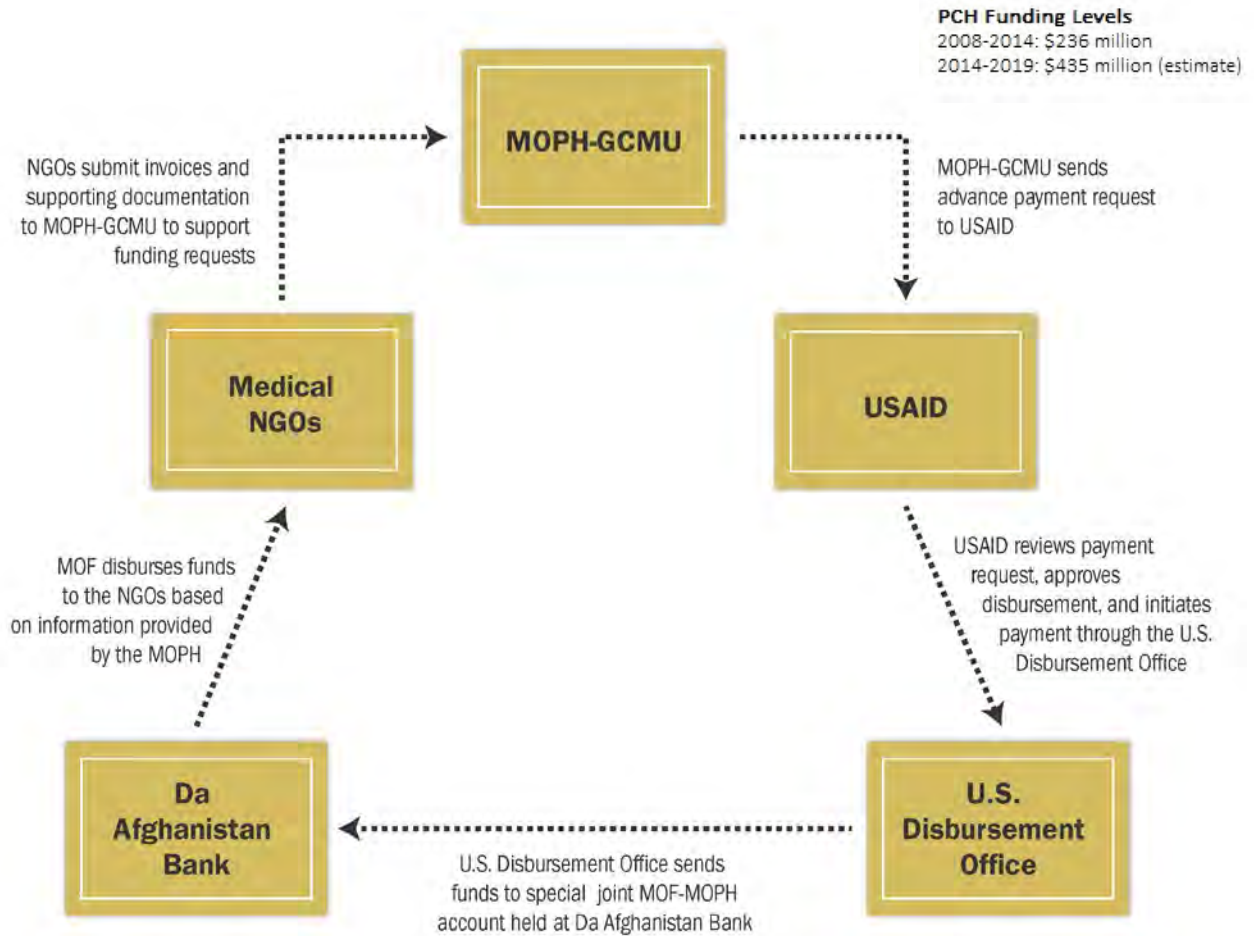 PCH Funding Levels
2008-2014: $236 million
2014-2019: $435 million (estimate)
MOPH-GCMU
NGOs submit invoices and
supporting documentation
to MOPH-GCMU to support
funding requests
MOPH-GCMU sends
advance payment request
to USAID
Medical
NGOs
USAID
MOF disburses funds
to the NGOs based
on information provided
by the MOPH
USAID reviews payment
request, approves
disbursement, and initiates
payment through the U.S.
Disbursement Office
Da
Afghanistan
Bank
U.S.
Disbursement
Office
U.S. Disbursement Office sends
funds to special joint MOF-MOPH
account held at Da Afghanistan Bank